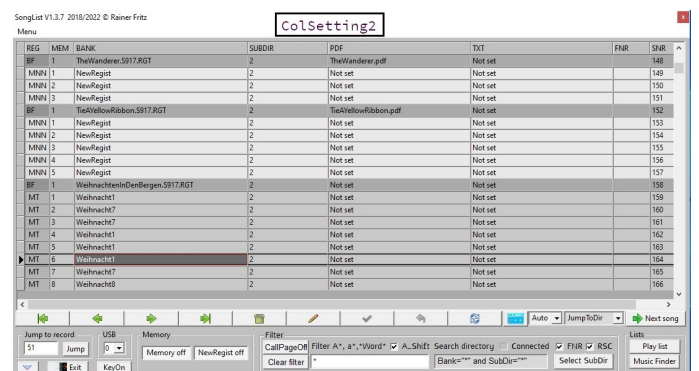 SongList V1.3.7 2018/2022 © Rainer Fritz
ColSetting2
x
Menu
REG MEM BANK SUBDIR PDF TXT FNR SNR
BF 1 TheWanderer.S917.RGT 2 TheWanderer.pdf Not set 148
MNN 1 NewRegist 2 Not set Not set 149
MNN 2 NewRegist 2 Not set Not set 150
MNN 3 NewRegist 2 Not set Not set 151
BF 1 TieAYellowRibbon.S917.RGT 2 TieAYellowRibbon.pdf Not set 152
MNN 1 NewRegist 2 Not set Not set 153
MNN 2 NewRegist 2 Not set Not set 154
MNN 3 NewRegist 2 Not set Not set 155
MNN 4 NewRegist 2 Not set Not set 156
MNN 5 NewRegist 2 Not set Not set 157
BF 1 WeihnachtenInDenBergen.S917.RGT 2 Not set Not set 158
MT 1 Weihnacht1 2 Not set Not set 159
MT 2 Weihnacht7 2 Not set Not set 160
MT 3 Weihnacht7 2 Not set Not set 161
MT 4 Weihnacht1 2 Not set Not set 162
MT 5 Weihnacht1 2 Not set Not set 163
MT 6 Weihnacht1 2 Not set Not set 164
MT 7 Weihnacht7 2 Not set Not set 165
MT 8 Weihnacht8 2 Not set Not set 166
Auto JumpToDir Next song
Jump to record USB Memory Filter Lists
51 Jump 0 Memory off NewRegist off CallPageOff Filter A*, a*,*Word* A_Shift Search directory Connected FNR RSC Play list
Exit KeyOn Clear filter * Bank="*" and SubDir="*" Select SubDir Music Finder